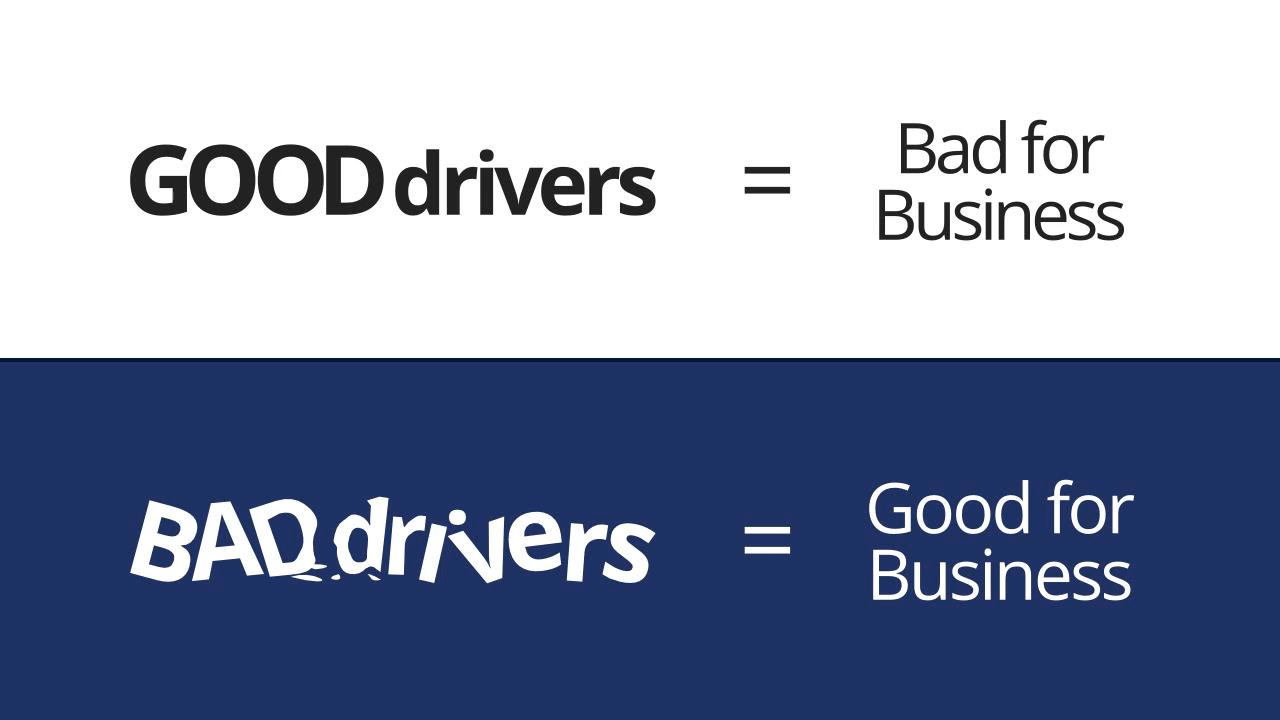 GOOD drivers
=
Bad for
Business
BAD drivers
=
Good for
Business